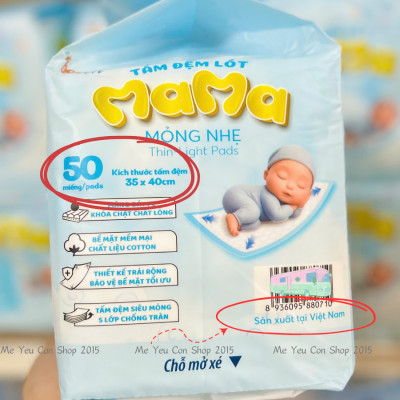 TẤM ĐỆM LÓT
MaMa
MỎNG NHẸ
Thin Light Pads
50
miếng/pads
Kích thước tấm đệm
35 x 40cm
KHÓA CHẶT CHẤT LỎNG
BỀ MẶT MỀM MẠI
CHẤT LIỆU COTTON
THIẾT KẾ TRẢI RỘNG
BẢO VỆ BỀ MẶT TỐI ƯU
TẤM ĐỆM SIÊU MỎNG
5 LỚP CHỐNG TRÀN
8 936095 880710
Sản xuất tại Việt Nam
Me Yeu Con Shop 2015 Me Yeu Con Shop 2015 Me Yeu Con Shop 2015
Chỗ mở xé